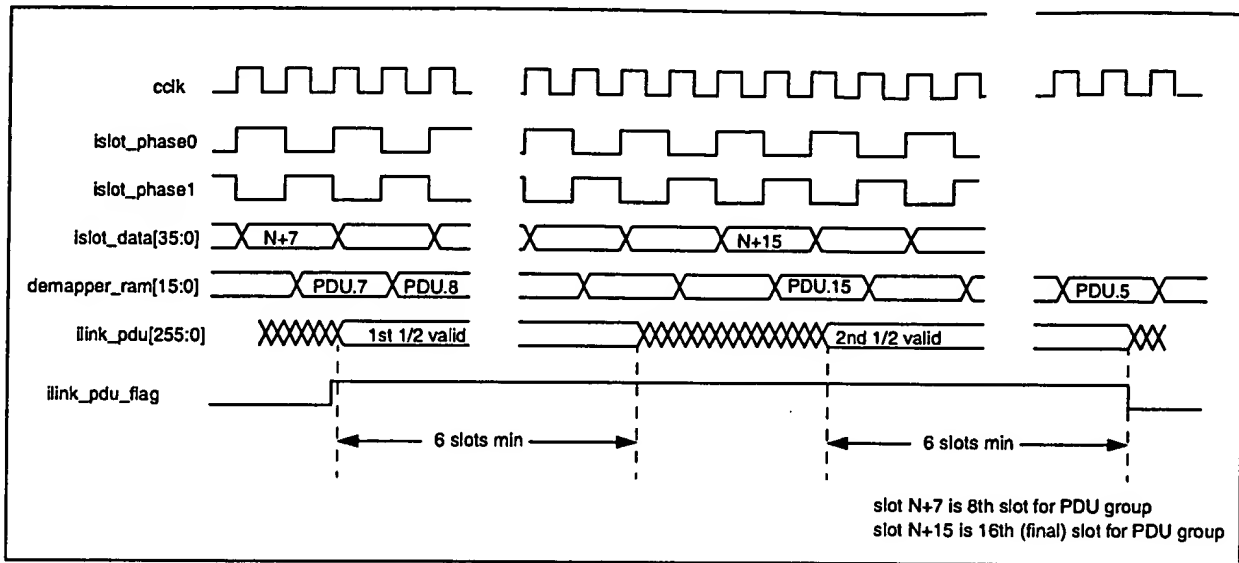 cclk
islot_phase0
islot_phase1
islot_data[35:0] N+7 N+15
demapper_ram[15:0] PDU.7 PDU.8 PDU.15 PDU.5
ilink_pdu[255:0] 1st 1/2 valid 2nd 1/2 valid
ilink_pdu_flag
6 slots min 6 slots min
slot N+7 is 8th slot for PDU group
slot N+15 is 16th (final) slot for PDU group